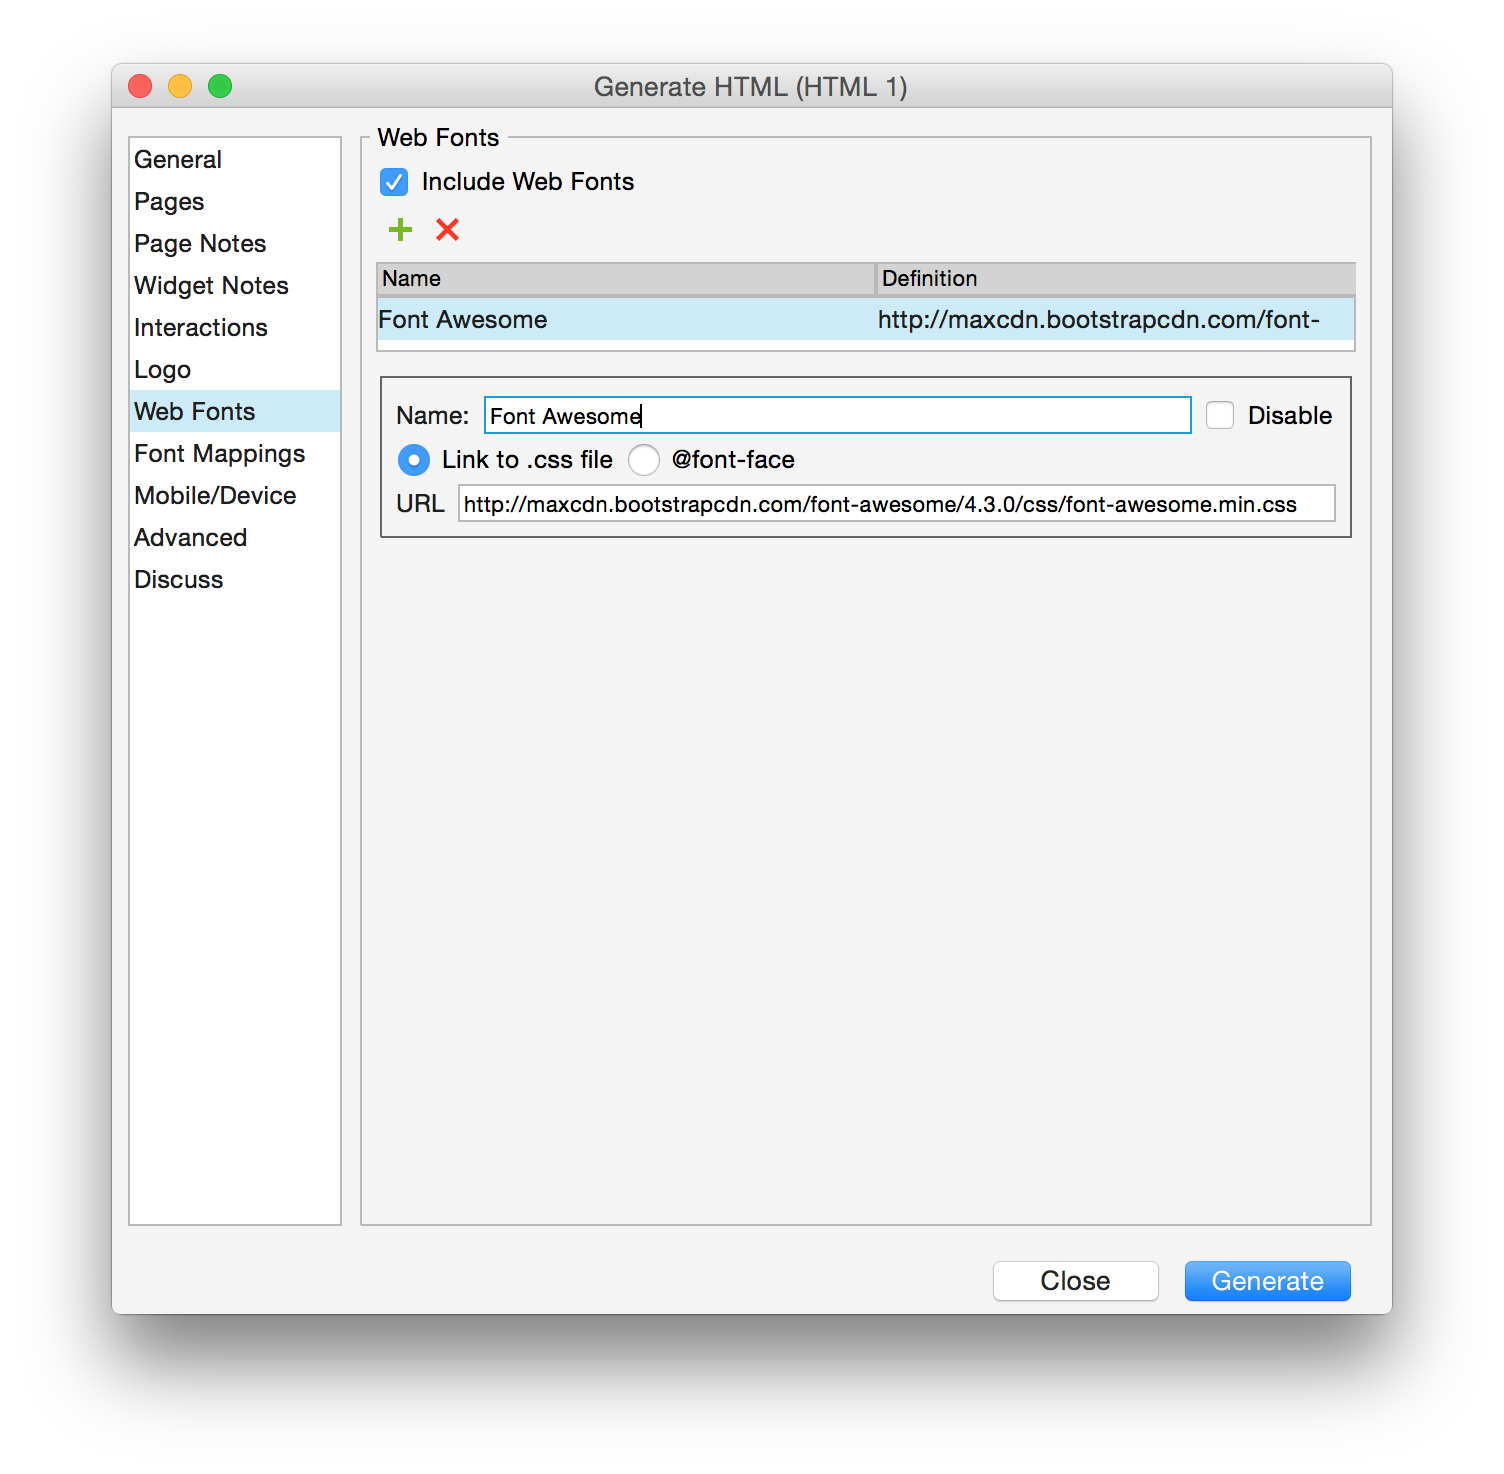 Generate HTML (HTML 1)
General
Pages
Page Notes
Widget Notes
Interactions
Logo
Web Fonts
Font Mappings
Mobile/Device
Advanced
Discuss
Web Fonts
Include Web Fonts
Name Definition
Font Awesome http://maxcdn.bootstrapcdn.com/font-
Name: Font Awesome Disable
Link to .css file @font-face
URL http://maxcdn.bootstrapcdn.com/font-awesome/4.3.0/css/font-awesome.min.css
Close Generate